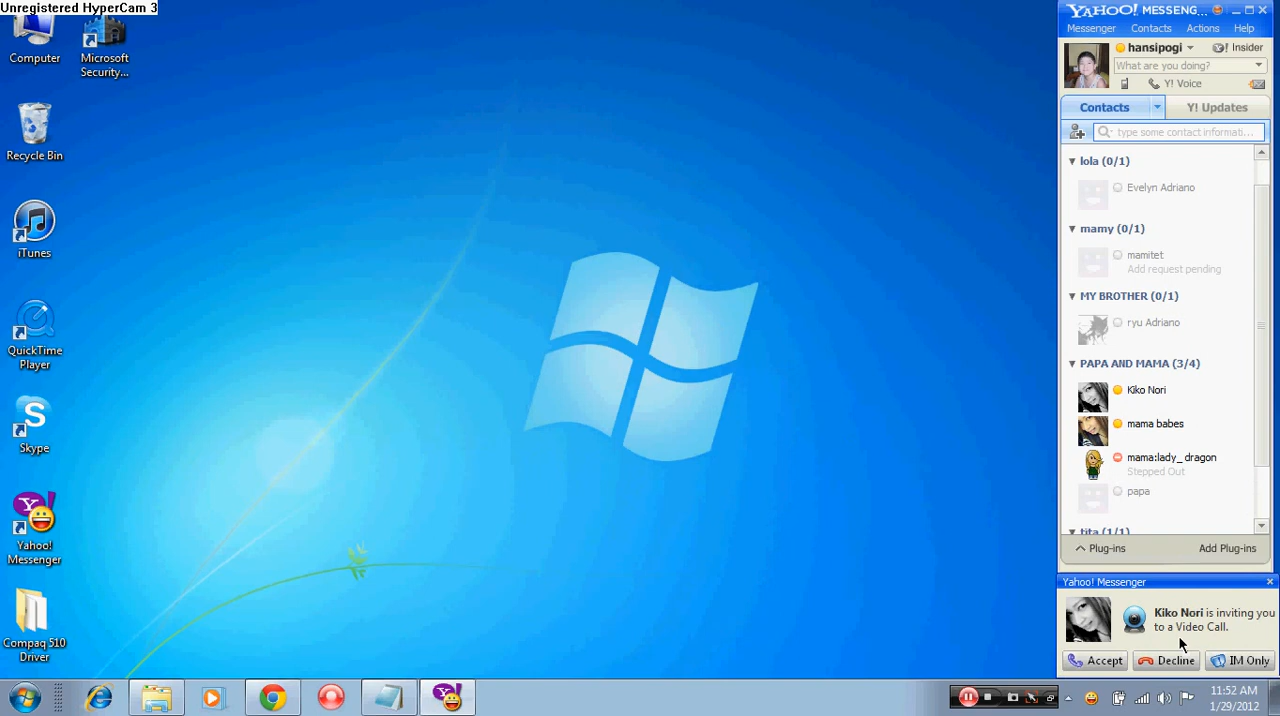 Unregistered HyperCam 3
Computer
Microsoft
Security...
Recycle Bin
iTunes
QuickTime
Player
Skype
Yahoo!
Messenger
Compaq 510
Driver
YAHOO! MESSENG...
Messenger Contacts Actions Help
hansipogi Y! Insider
What are you doing?
Y! Voice
Contacts Y! Updates
type some contact informati...
lola (0/1)
Evelyn Adriano
mamy (0/1)
mamitet
Add request pending
MY BROTHER (0/1)
ryu Adriano
PAPA AND MAMA (3/4)
Kiko Nori
mama babes
mama:lady_ dragon
Stepped Out
papa
tita (1/1)
Plug-ins Add Plug-ins
Yahoo! Messenger
Kiko Nori is inviting you
to a Video Call.
Accept Decline IM Only
11:52 AM
1/29/2012